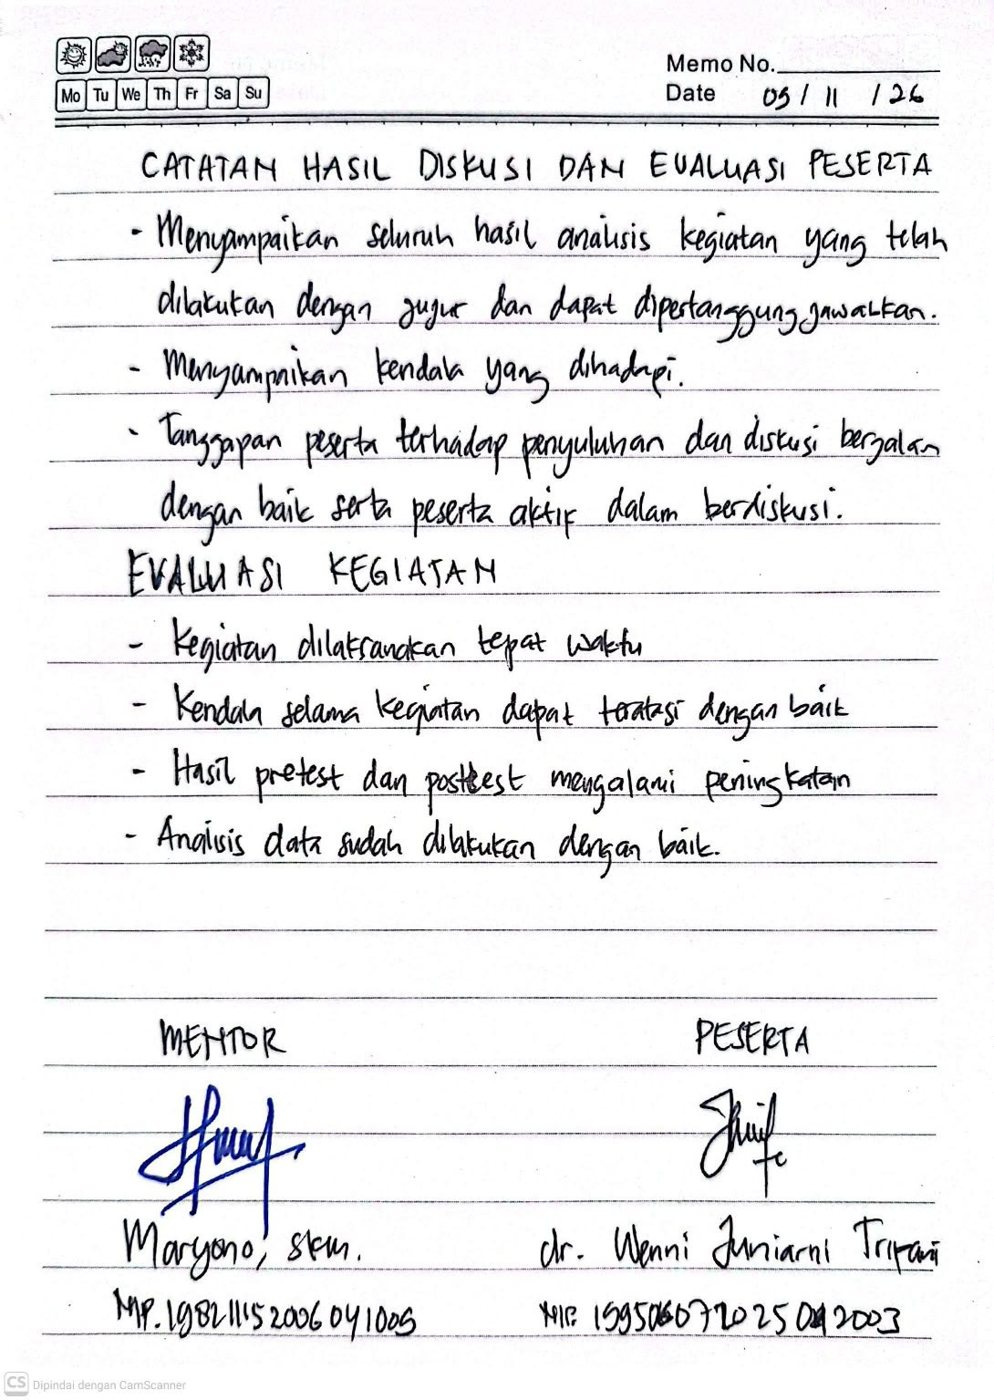 Mo Tu We Th Fr Sa Su
Memo No.
Date 05 / 11 / 26
CATATAN HASIL DISKUSI DAN EVALUASI PESERTA
- Menyampaikan seluruh hasil analisis kegiatan yang telah
dilakukan dengan jujur dan dapat dipertanggung jawabkan.
- Menyampaikan kendala yang dihadapi.
- Tanggapan peserta terhadap penyuluhan dan diskusi berjalan
dengan baik serta peserta aktif dalam berdiskusi.
EVALUASI KEGIATAN
- Kegiatan dilaksanakan tepat waktu
- Kendala selama kegiatan dapat teratasi dengan baik
- Hasil pretest dan posttest mengalami peningkatan
- Analisis data sudah dilakukan dengan baik.
MENTOR PESERTA
Maryono, SKM. dr. Wenni Juniarni Tripani
NIP. 198211152006041005 NIP.
CS Dipindai dengan CamScanner